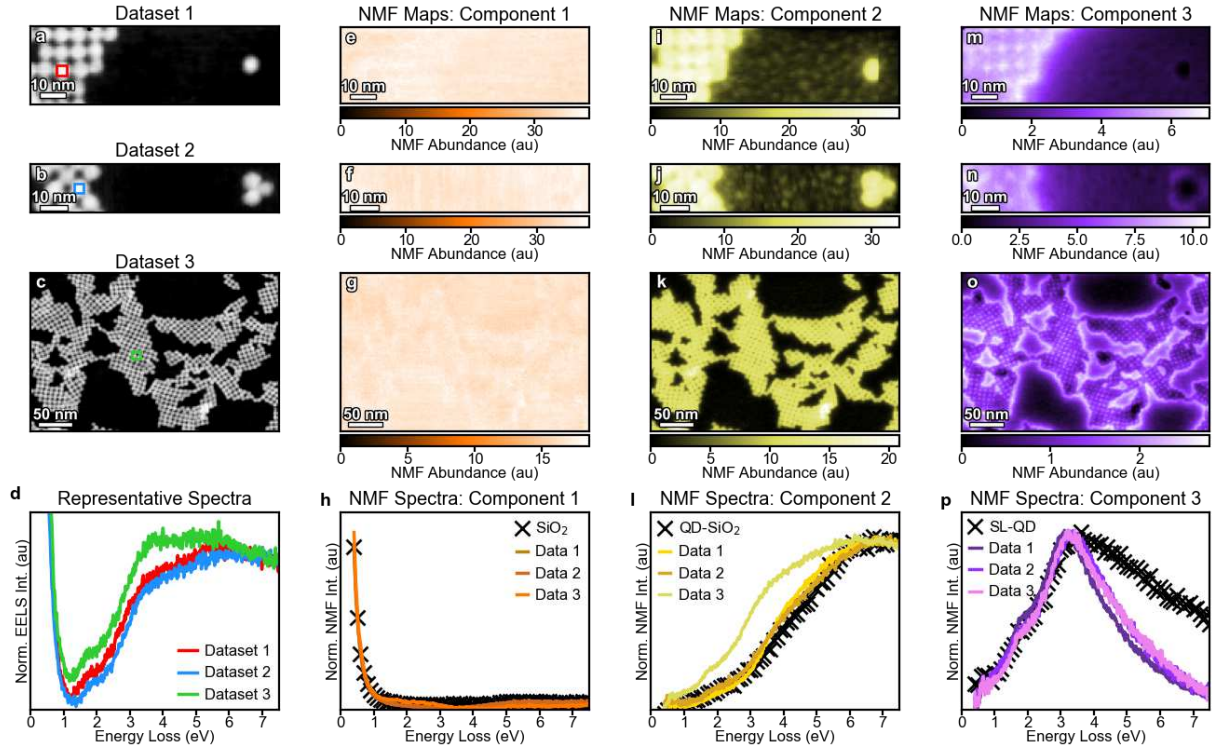 Dataset 1
NMF Maps: Component 1
NMF Maps: Component 2
NMF Maps: Component 3
a
10 nm
e
10 nm
0 10 20 30
NMF Abundance (au)
i
10 nm
0 10 20 30
NMF Abundance (au)
m
10 nm
0 2 4 6
NMF Abundance (au)
Dataset 2
b
10 nm
f
10 nm
0 10 20 30
NMF Abundance (au)
j
10 nm
0 10 20 30
NMF Abundance (au)
n
10 nm
0.0 2.5 5.0 7.5 10.0
NMF Abundance (au)
Dataset 3
c
50 nm
g
50 nm
0 5 10 15
NMF Abundance (au)
k
50 nm
0 5 10 15 20
NMF Abundance (au)
o
50 nm
0 1 2
NMF Abundance (au)
d
Representative Spectra
Norm. EELS Int. (au)
Dataset 1
Dataset 2
Dataset 3
0 1 2 3 4 5 6 7
Energy Loss (eV)
h
NMF Spectra: Component 1
Norm. NMF Int. (au)
SiO₂
Data 1
Data 2
Data 3
0 1 2 3 4 5 6 7
Energy Loss (eV)
l
NMF Spectra: Component 2
Norm. NMF Int. (au)
QD-SiO₂
Data 1
Data 2
Data 3
0 1 2 3 4 5 6 7
Energy Loss (eV)
p
NMF Spectra: Component 3
Norm. NMF Int. (au)
SL-QD
Data 1
Data 2
Data 3
0 1 2 3 4 5 6 7
Energy Loss (eV)